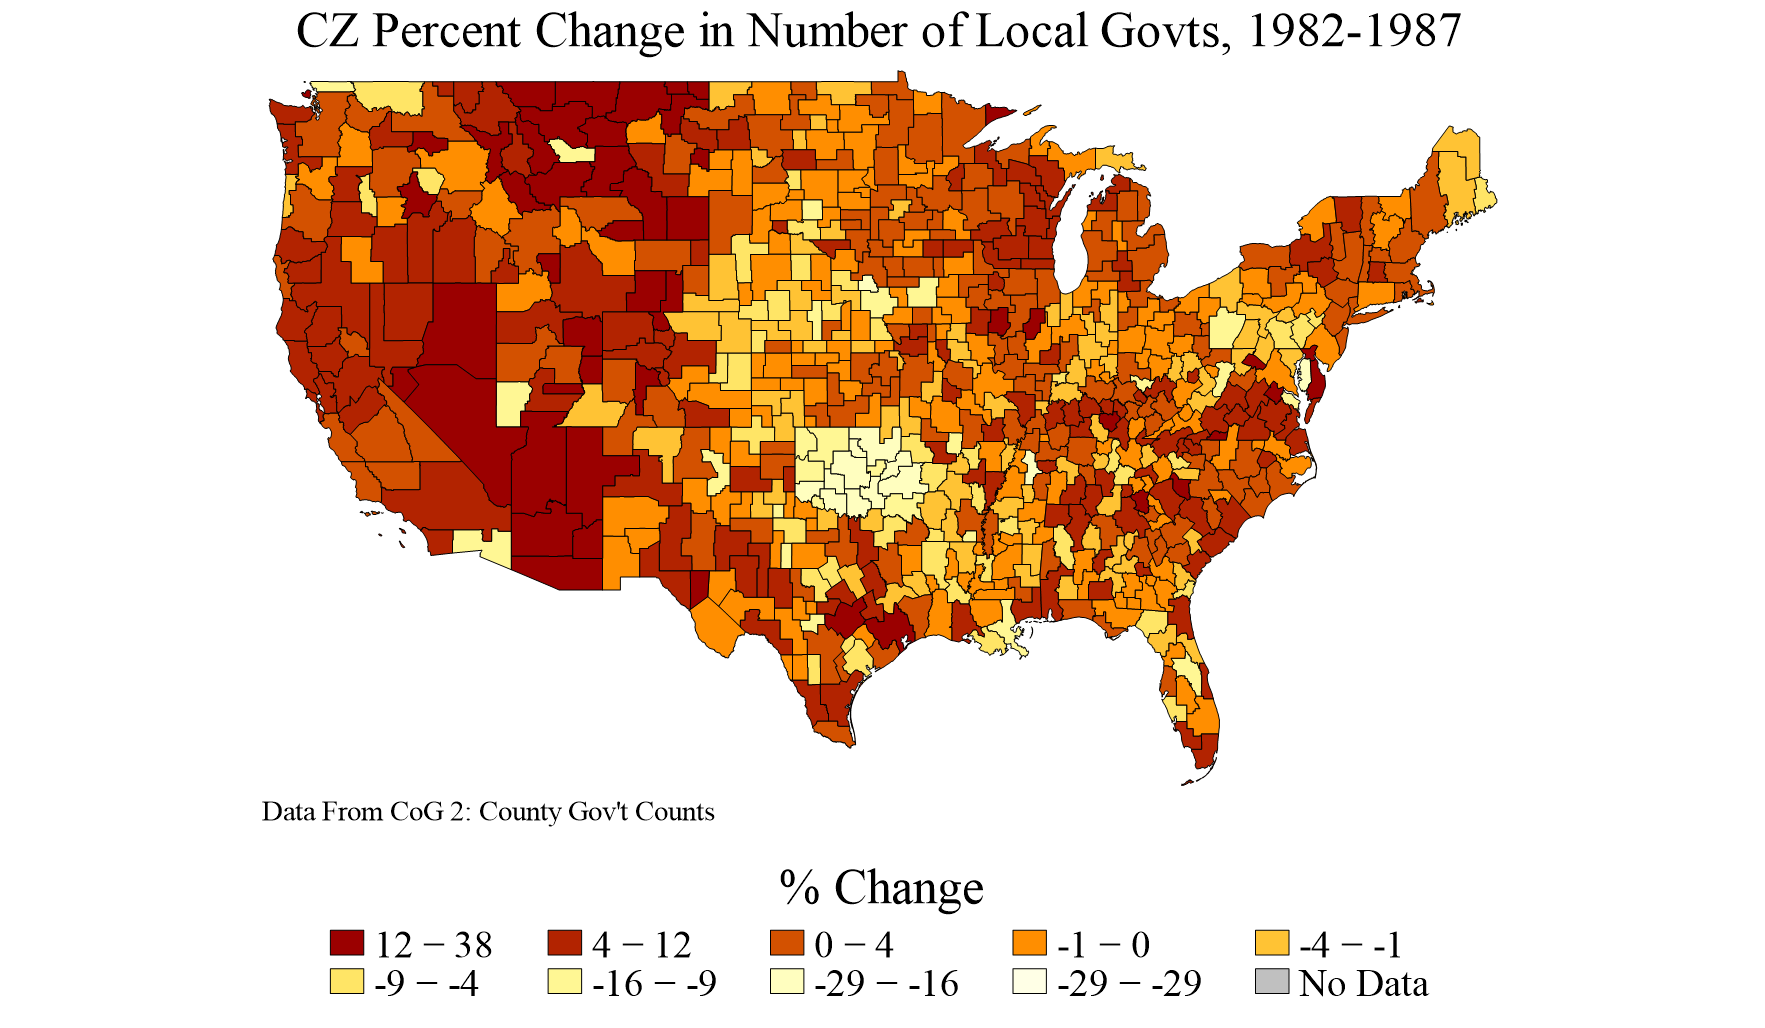 CZ Percent Change in Number of Local Govts, 1982-1987
Data From CoG 2: County Gov't Counts
% Change
12 − 38
4 − 12
0 − 4
-1 − 0
-4 − -1
-9 − -4
-16 − -9
-29 − -16
-29 − -29
No Data